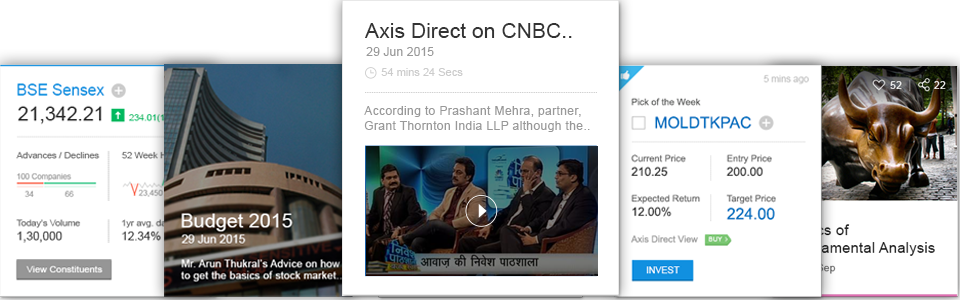 BSE Sensex
21,342.21 234.01(1
Advances / Declines 52 Week H
100 Companies
34 66 23,450
Today's Volume 1yr avg. da
1,30,000 12.34%
View Constituents
Budget 2015
29 Jun 2015
Mr. Arun Thukral's Advice on how
to get the basics of stock market
Axis Direct on CNBC..
29 Jun 2015
54 mins 24 Secs
According to Prashant Mehra, partner,
Grant Thornton India LLP although the..
आवाज़ की निवेश पाठशाला
5 mins ago
Pick of the Week
MOLDTKPAC
Current Price Entry Price
210.25 200.00
Expected Return Target Price
12.00% 224.00
Axis Direct View BUY
INVEST
52 22
cs of
amental Analysis
Sep